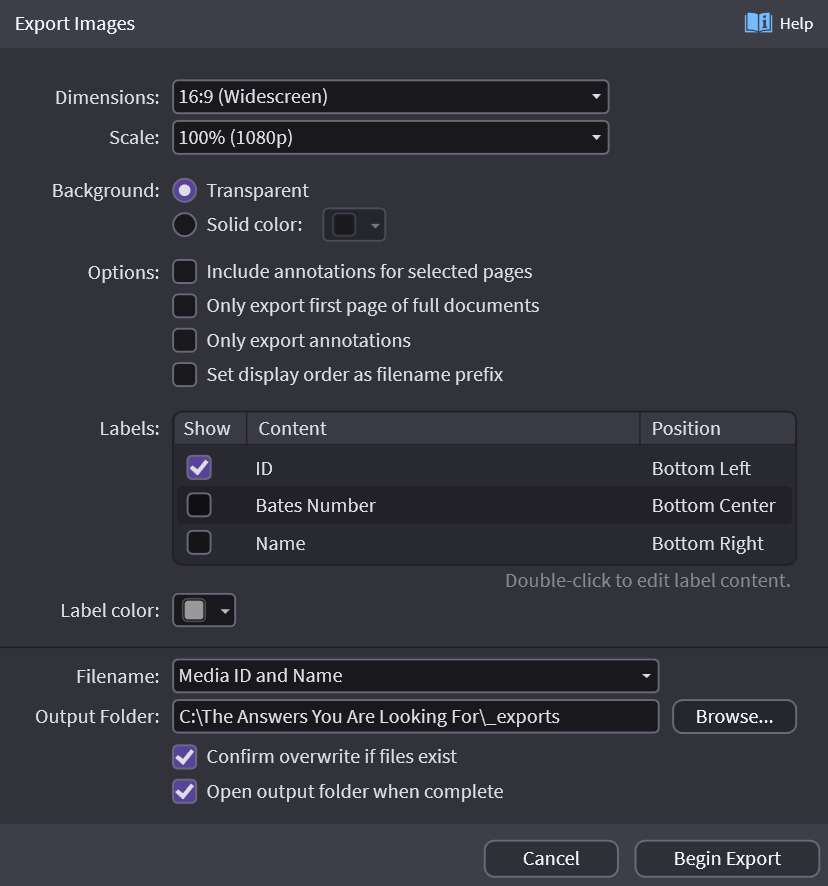 Export Images
Help
Dimensions: 16:9 (Widescreen)
Scale: 100% (1080p)
Background: Transparent
Solid color:
Options: Include annotations for selected pages
Only export first page of full documents
Only export annotations
Set display order as filename prefix
Labels: Show Content Position
ID Bottom Left
Bates Number Bottom Center
Name Bottom Right
Double-click to edit label content.
Label color:
Filename: Media ID and Name
Output Folder: C:\The Answers You Are Looking For\_exports Browse...
Confirm overwrite if files exist
Open output folder when complete
Cancel Begin Export